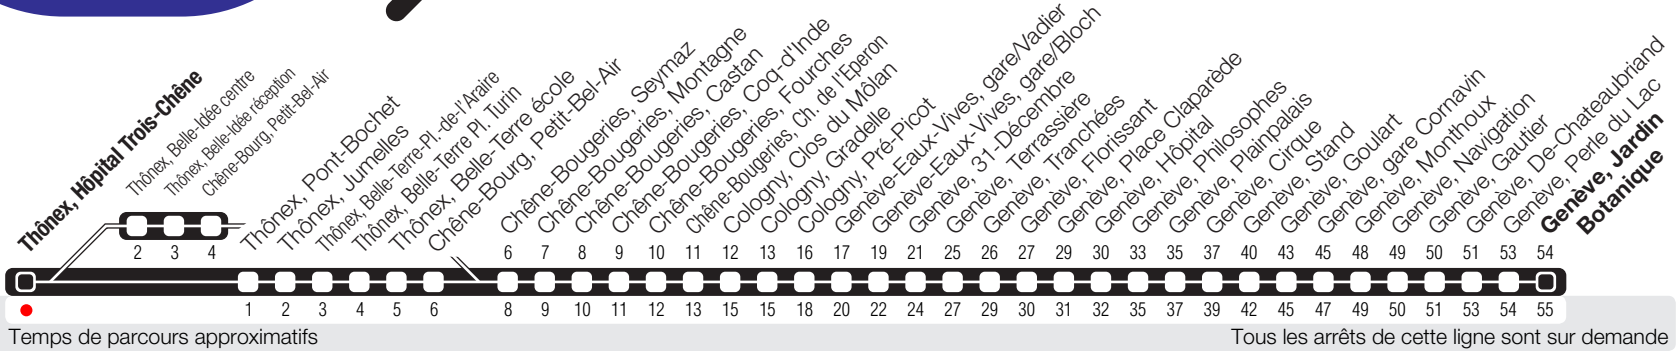 Thônex, Hôpital Trois-Chêne
Thônex, Belle-Idée centre
Thônex, Belle-Idée réception
Chêne-Bourg, Petit-Bel-Air
Thônex, Pont-Bochet
Thônex, Jumelles
Thônex, Belle-Terre-Pl.-de-l'Araire
Thônex, Belle-Terre Pl. Turin
Thônex, Belle-Terre école
Chêne-Bourg, Petit-Bel-Air
Chêne-Bougeries, Seymaz
Chêne-Bougeries, Montagne
Chêne-Bougeries, Castan
Chêne-Bougeries, Coq-d'Inde
Chêne-Bougeries, Fourches
Chêne-Bougeries, Ch. de l'Eperon
Cologny, Clos du Môlan
Cologny, Gradelle
Cologny, Pré-Picot
Genève-Eaux-Vives, gare/Vadier
Genève-Eaux-Vives, gare/Bloch
Genève, 31-Décembre
Genève, Terrassière
Genève, Tranchées
Genève, Florissant
Genève, Place Claparède
Genève, Hôpital
Genève, Philosophes
Genève, Plainpalais
Genève, Cirque
Genève, Stand
Genève, Goulart
Genève, gare Cornavin
Genève, Monthoux
Genève, Navigation
Genève, Gautier
Genève, De-Chateaubriand
Genève, Perle du Lac
Genève, Jardin
Botanique
2 3 4 6 7 8 9 10 11 12 13 16 17 19 21 25 26 27 29 30 33 35 37 40 43 45 48 49 50 51 53 54
1 2 3 4 5 6 8 9 10 11 12 13 15 15 18 20 22 24 27 29 30 31 32 35 37 39 42 45 47 49 50 51 53 54 55
Temps de parcours approximatifs
Tous les arrêts de cette ligne sont sur demande